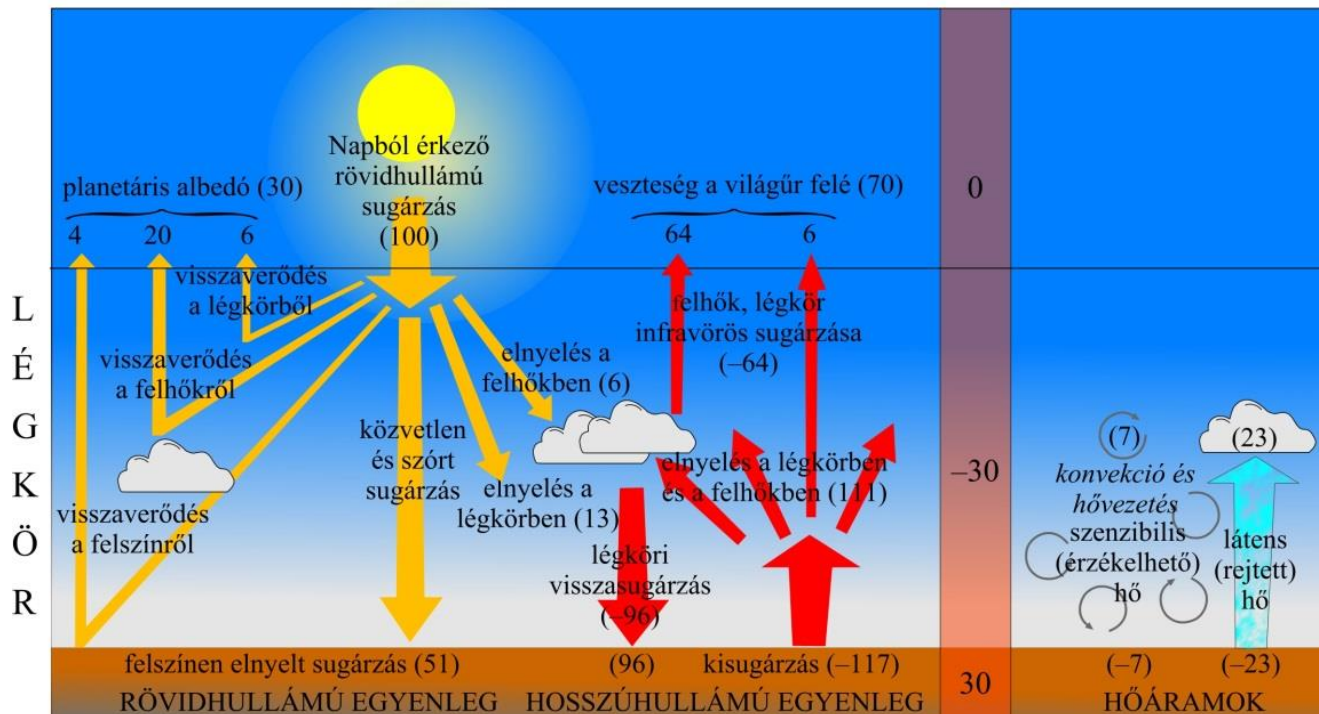 Napból érkező
rövidhullámú
sugárzás
(100)
planetáris albedó (30)
4 20 6
visszaverődés
a légkörből
visszaverődés
a felhőkről
visszaverődés
a felszínről
közvetlen
és szórt
sugárzás
elnyelés a
felhőkben (6)
elnyelés a
légkörben (13)
felszínen elnyelt sugárzás (51)
RÖVIDHULLÁMÚ EGYENLEG
veszteség a világűr felé (70)
64 6
felhők, légkör
infravörös sugárzása
(–64)
elnyelés a légkörben
és a felhőkben (111)
légköri
visszasugárzás
(–96)
(96) kisugárzás (–117)
HOSSZÚHULLÁMÚ EGYENLEG
0
–30
30
(7)
konvekció és
hővezetés
szenzibilis
(érzékelhető)
hő
(–7)
(23)
látens
(rejtett)
hő
(–23)
HŐÁRAMOK
L
É
G
K
Ö
R